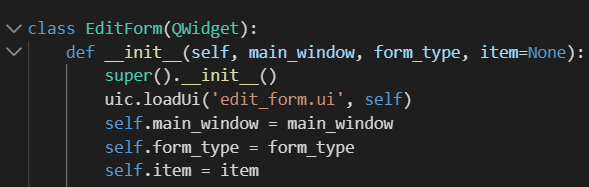 class EditForm(QWidget):
    def __init__(self, main_window, form_type, item=None):
        super().__init__()
        uic.loadUi('edit_form.ui', self)
        self.main_window = main_window
        self.form_type = form_type
        self.item = item